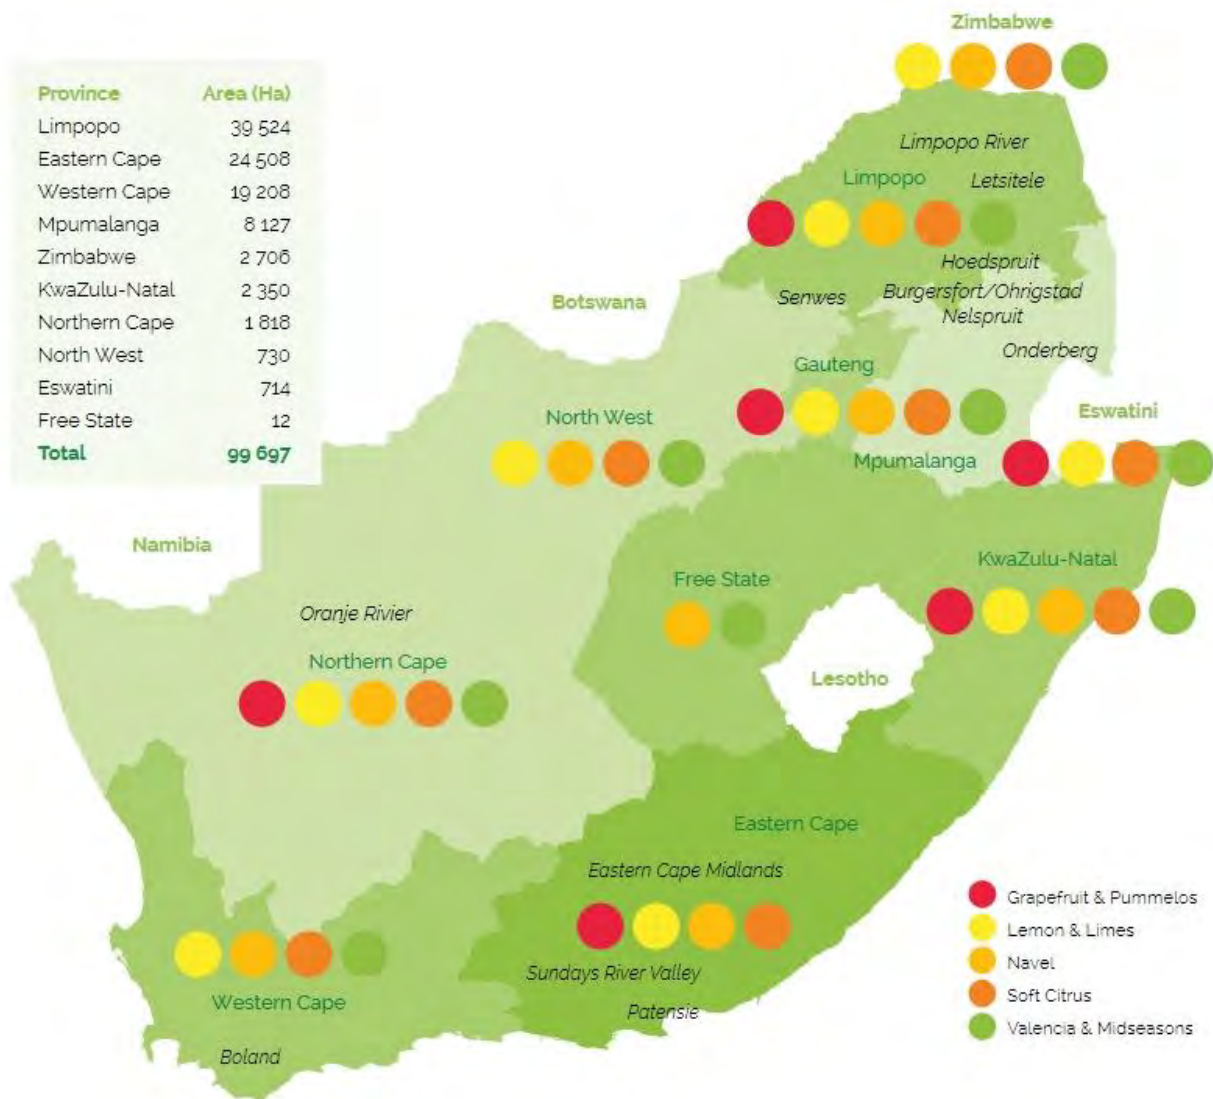 Zimbabwe
Province Area (Ha)
Limpopo 39 524
Eastern Cape 24 508
Western Cape 19 208
Mpumalanga 8 127
Zimbabwe 2 706
KwaZulu-Natal 2 350
Northern Cape 1 818
North West 730
Eswatini 714
Free State 12
Total 99 697
Limpopo River
Limpopo
Letsitele
Hoedspruit
Senwes
Burgersfort/Ohrigstad
Nelspruit
Botswana
Onderberg
Gauteng
North West
Eswatini
Mpumalanga
Namibia
KwaZulu-Natal
Free State
Oranje Rivier
Northern Cape
Lesotho
Eastern Cape
Eastern Cape Midlands
Sundays River Valley
Patensie
Western Cape
Boland
Grapefruit & Pummelos
Lemon & Limes
Navel
Soft Citrus
Valencia & Midseasons